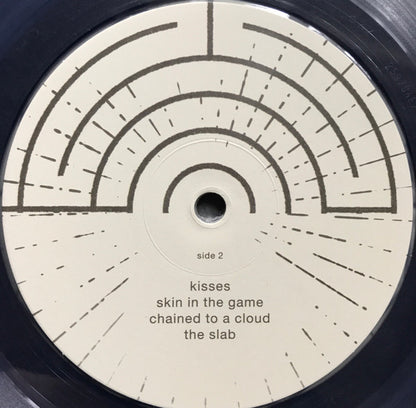 side 2
kisses
skin in the game
chained to a cloud
the slab